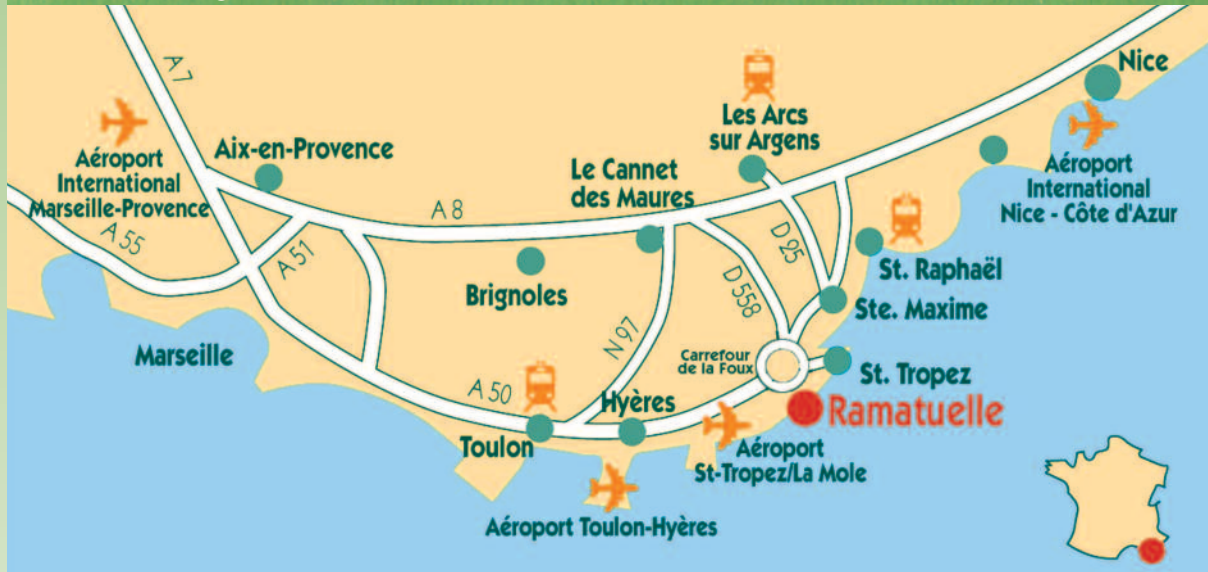 A 7
Nice
Les Arcs
sur Argens
Aéroport
International
Marseille-Provence
Aix-en-Provence
Le Cannet
des Maures
Aéroport
International
Nice - Côte d'Azur
A 8
A 55
A 51
D 25
St. Raphaël
Brignoles
D 558
Ste. Maxime
N 97
Marseille
Carrefour
de la Foux
St. Tropez
A 50
Hyères
Ramatuelle
Toulon
Aéroport
St-Tropez/La Mole
Aéroport Toulon-Hyères